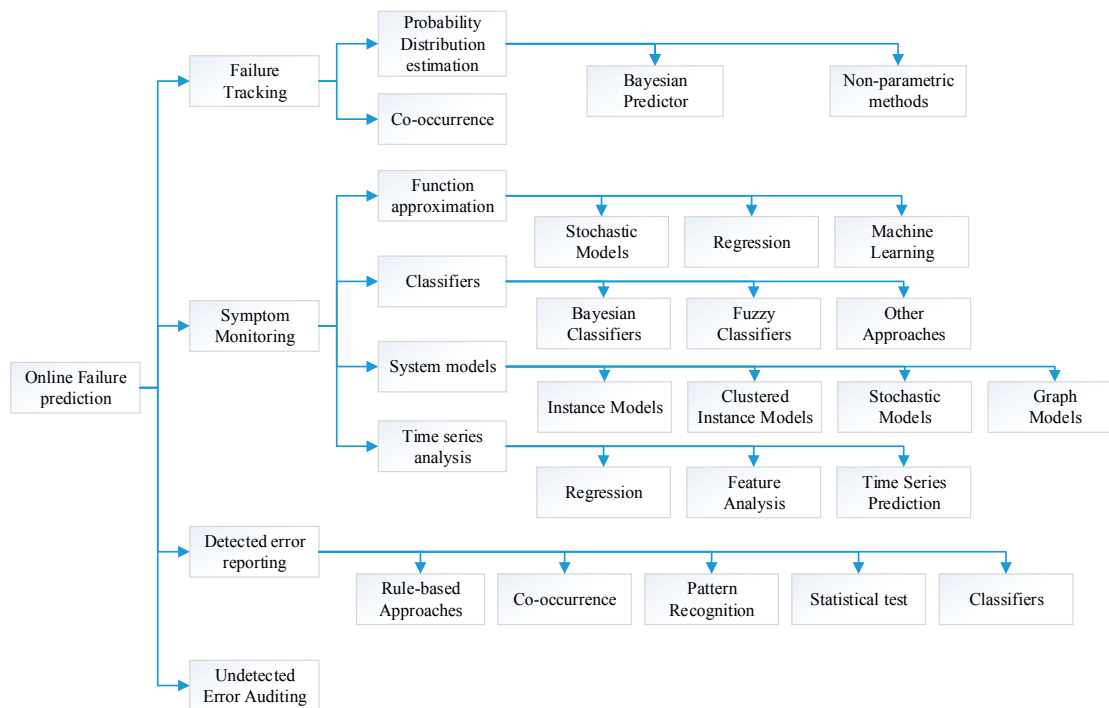 Online Failure
prediction
Failure
Tracking
Probability
Distribution
estimation
Bayesian
Predictor
Non-parametric
methods
Co-occurrence
Symptom
Monitoring
Function
approximation
Stochastic
Models
Regression
Machine
Learning
Classifiers
Bayesian
Classifiers
Fuzzy
Classifiers
Other
Approaches
System models
Instance Models
Clustered
Instance Models
Stochastic
Models
Graph
Models
Time series
analysis
Regression
Feature
Analysis
Time Series
Prediction
Detected error
reporting
Rule-based
Approaches
Co-occurrence
Pattern
Recognition
Statistical test
Classifiers
Undetected
Error Auditing